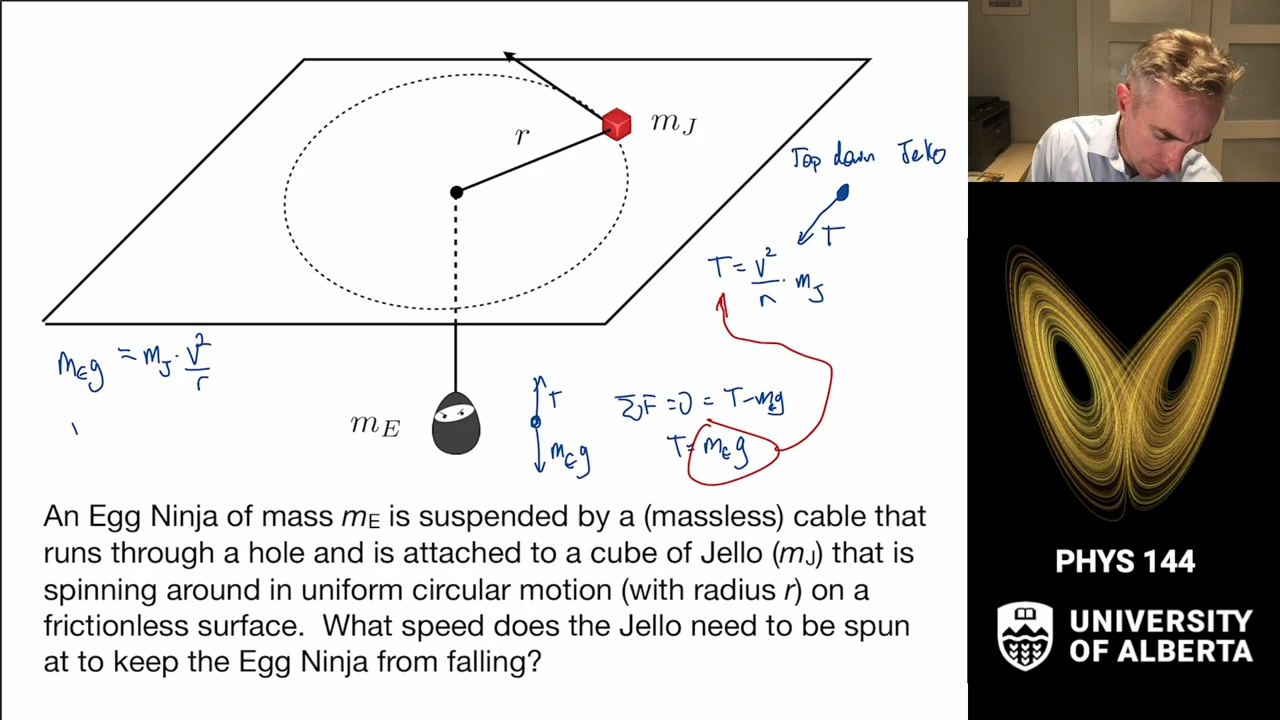 r
m_J
Top down Jello
T
T = v²/r · m_J
m_E g = m_J · v²/r
m_E
T
m_E g
ΣF = 0 = T - m_E g
T = m_E g
An Egg Ninja of mass mE is suspended by a (massless) cable that
runs through a hole and is attached to a cube of Jello (mJ) that is
spinning around in uniform circular motion (with radius r) on a
frictionless surface. What speed does the Jello need to be spun
at to keep the Egg Ninja from falling?
PHYS 144
UNIVERSITY
OF ALBERTA